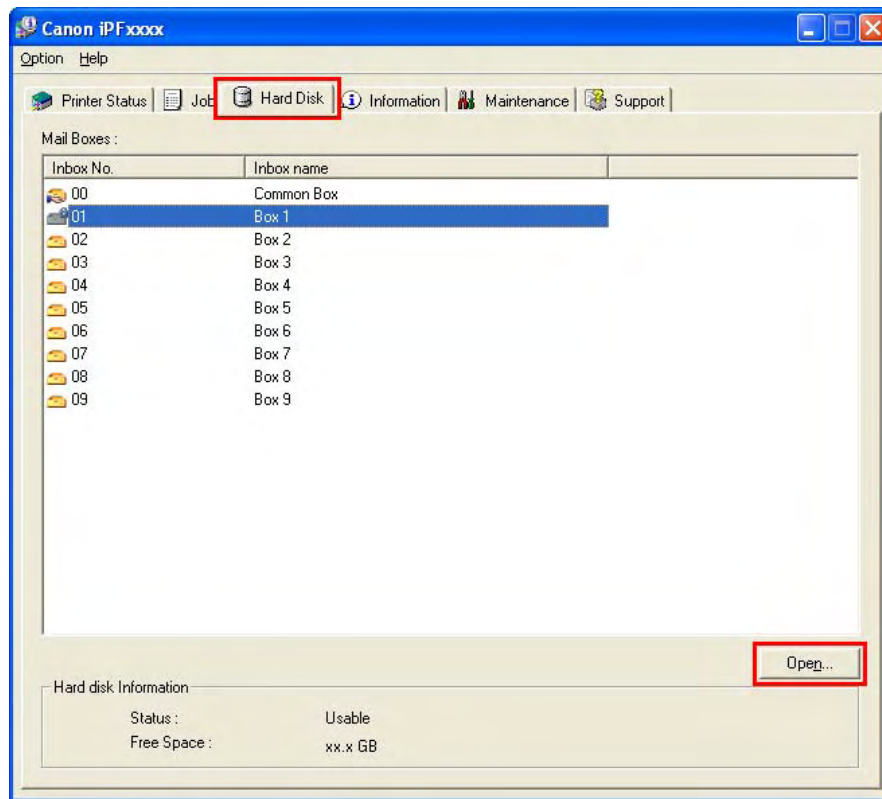 Canon iPFxxxx
Option Help
Printer Status Job Hard Disk Information Maintenance Support
Mail Boxes :
Inbox No. Inbox name
00 Common Box
01 Box 1
02 Box 2
03 Box 3
04 Box 4
05 Box 5
06 Box 6
07 Box 7
08 Box 8
09 Box 9
Open...
Hard disk Information
Status : Usable
Free Space : xx.x GB